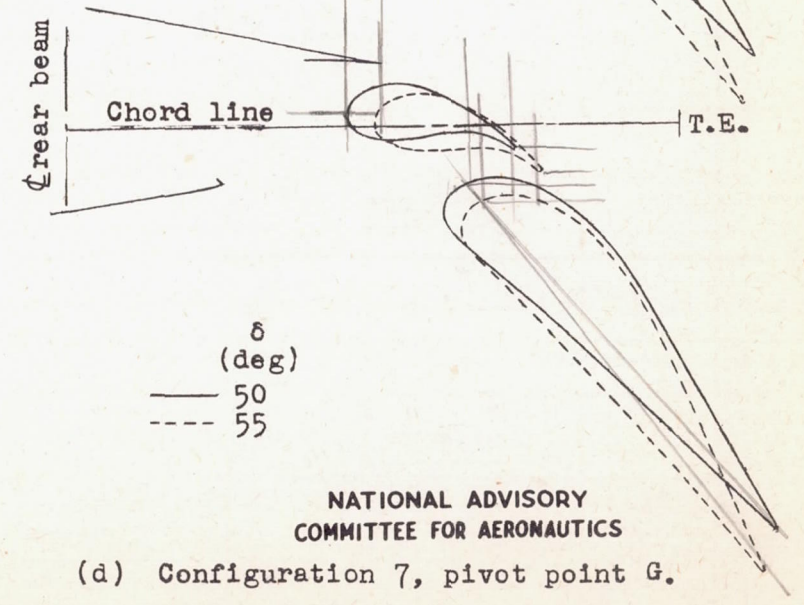 ℄ rear beam
Chord line
T.E.
δ
(deg)
50
55
NATIONAL ADVISORY
COMMITTEE FOR AERONAUTICS
(d) Configuration 7, pivot point G.